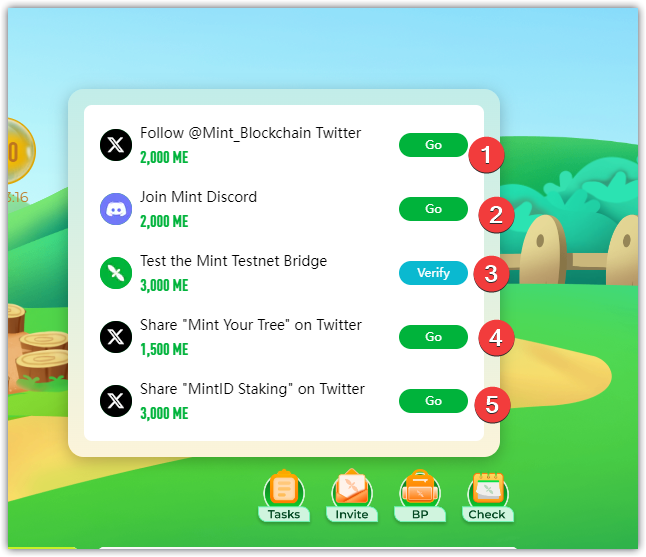 Follow @Mint_Blockchain Twitter
2,000 ME
Go
1
Join Mint Discord
2,000 ME
Go
2
Test the Mint Testnet Bridge
3,000 ME
Verify
3
Share "Mint Your Tree" on Twitter
1,500 ME
Go
4
Share "MintID Staking" on Twitter
3,000 ME
Go
5
0
3:16
Tasks
Invite
BP
Check